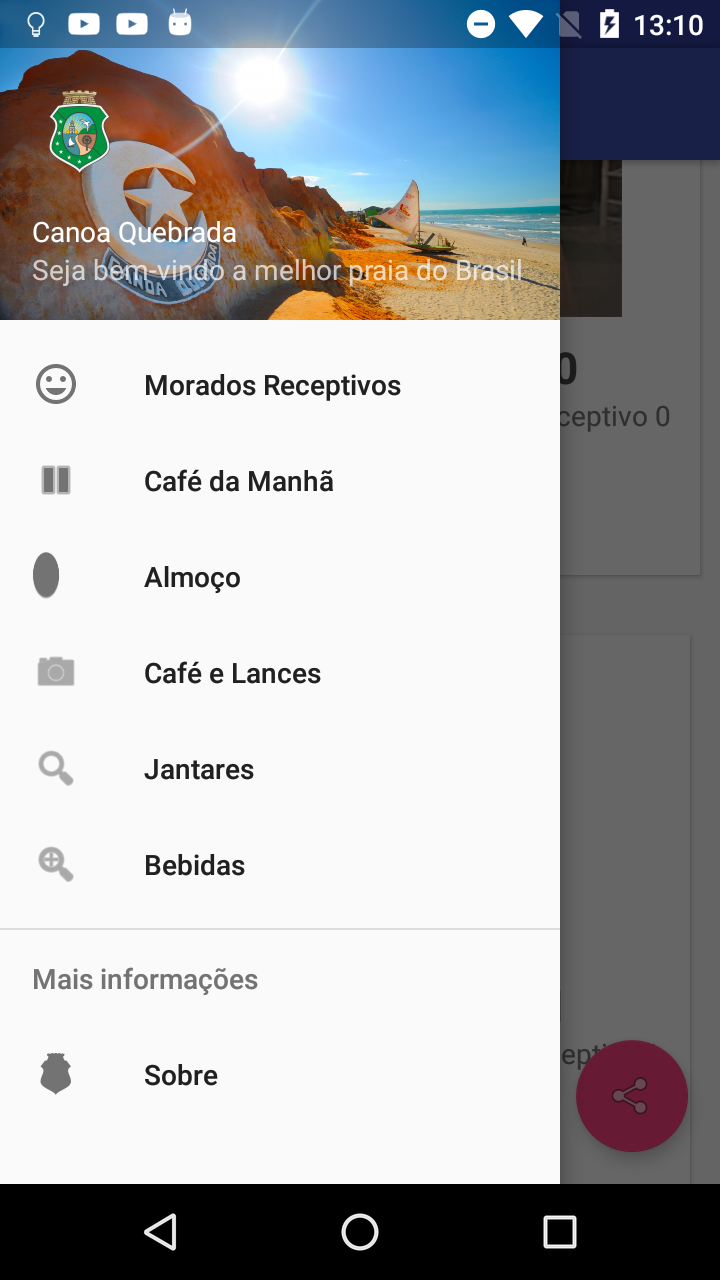 13:10
Canoa Quebrada
Seja bem-vindo a melhor praia do Brasil
0
ceptivo 0
Morados Receptivos
Café da Manhã
Almoço
Café e Lances
Jantares
Bebidas
Mais informações
Sobre